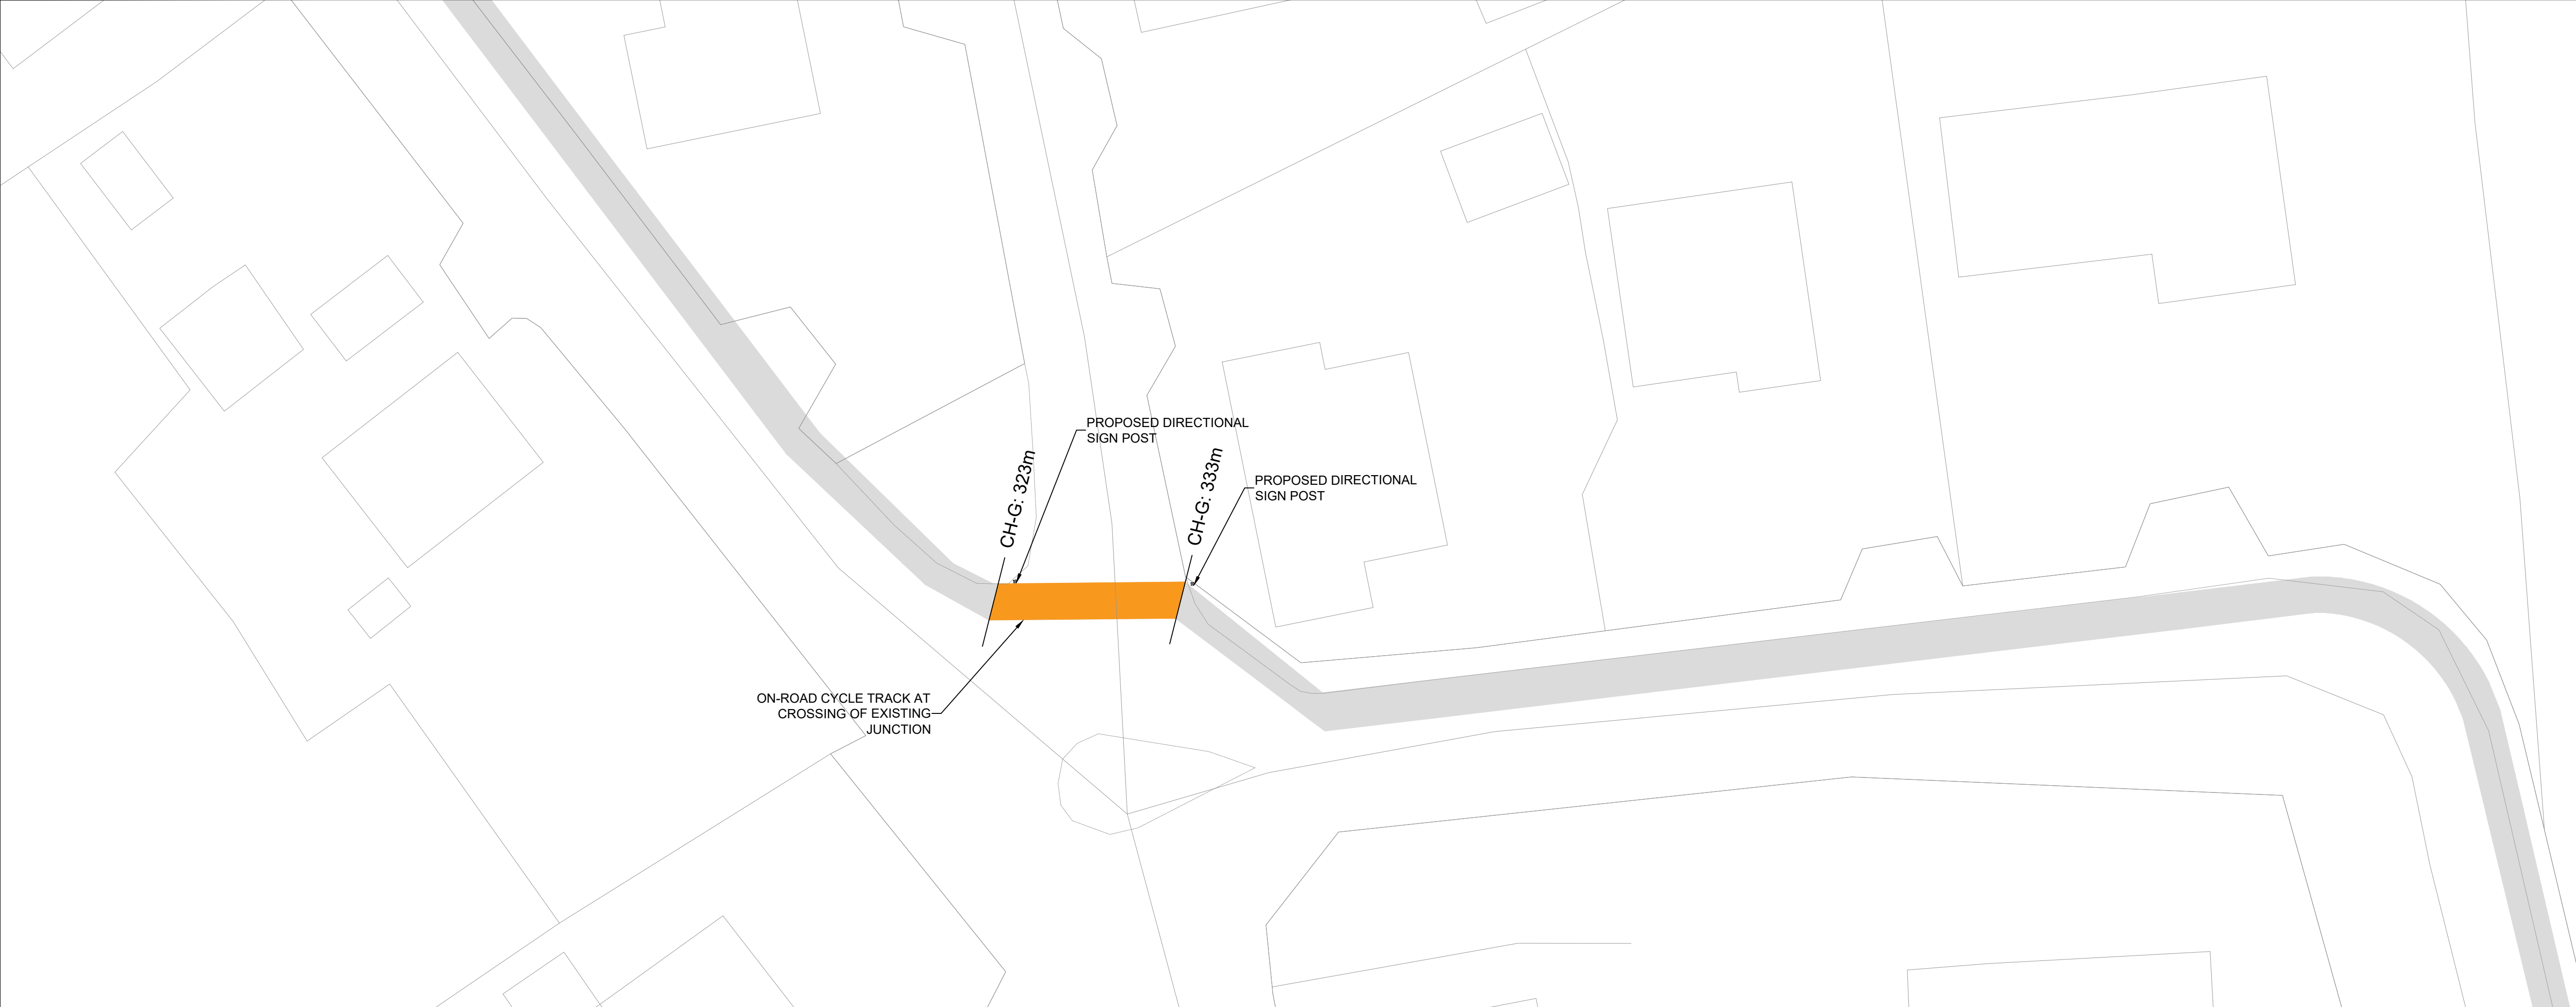 PROPOSED DIRECTIONAL
SIGN POST
CH-G: 323m
CH-G: 333m
PROPOSED DIRECTIONAL
SIGN POST
ON-ROAD CYCLE TRACK AT
CROSSING OF EXISTING
JUNCTION